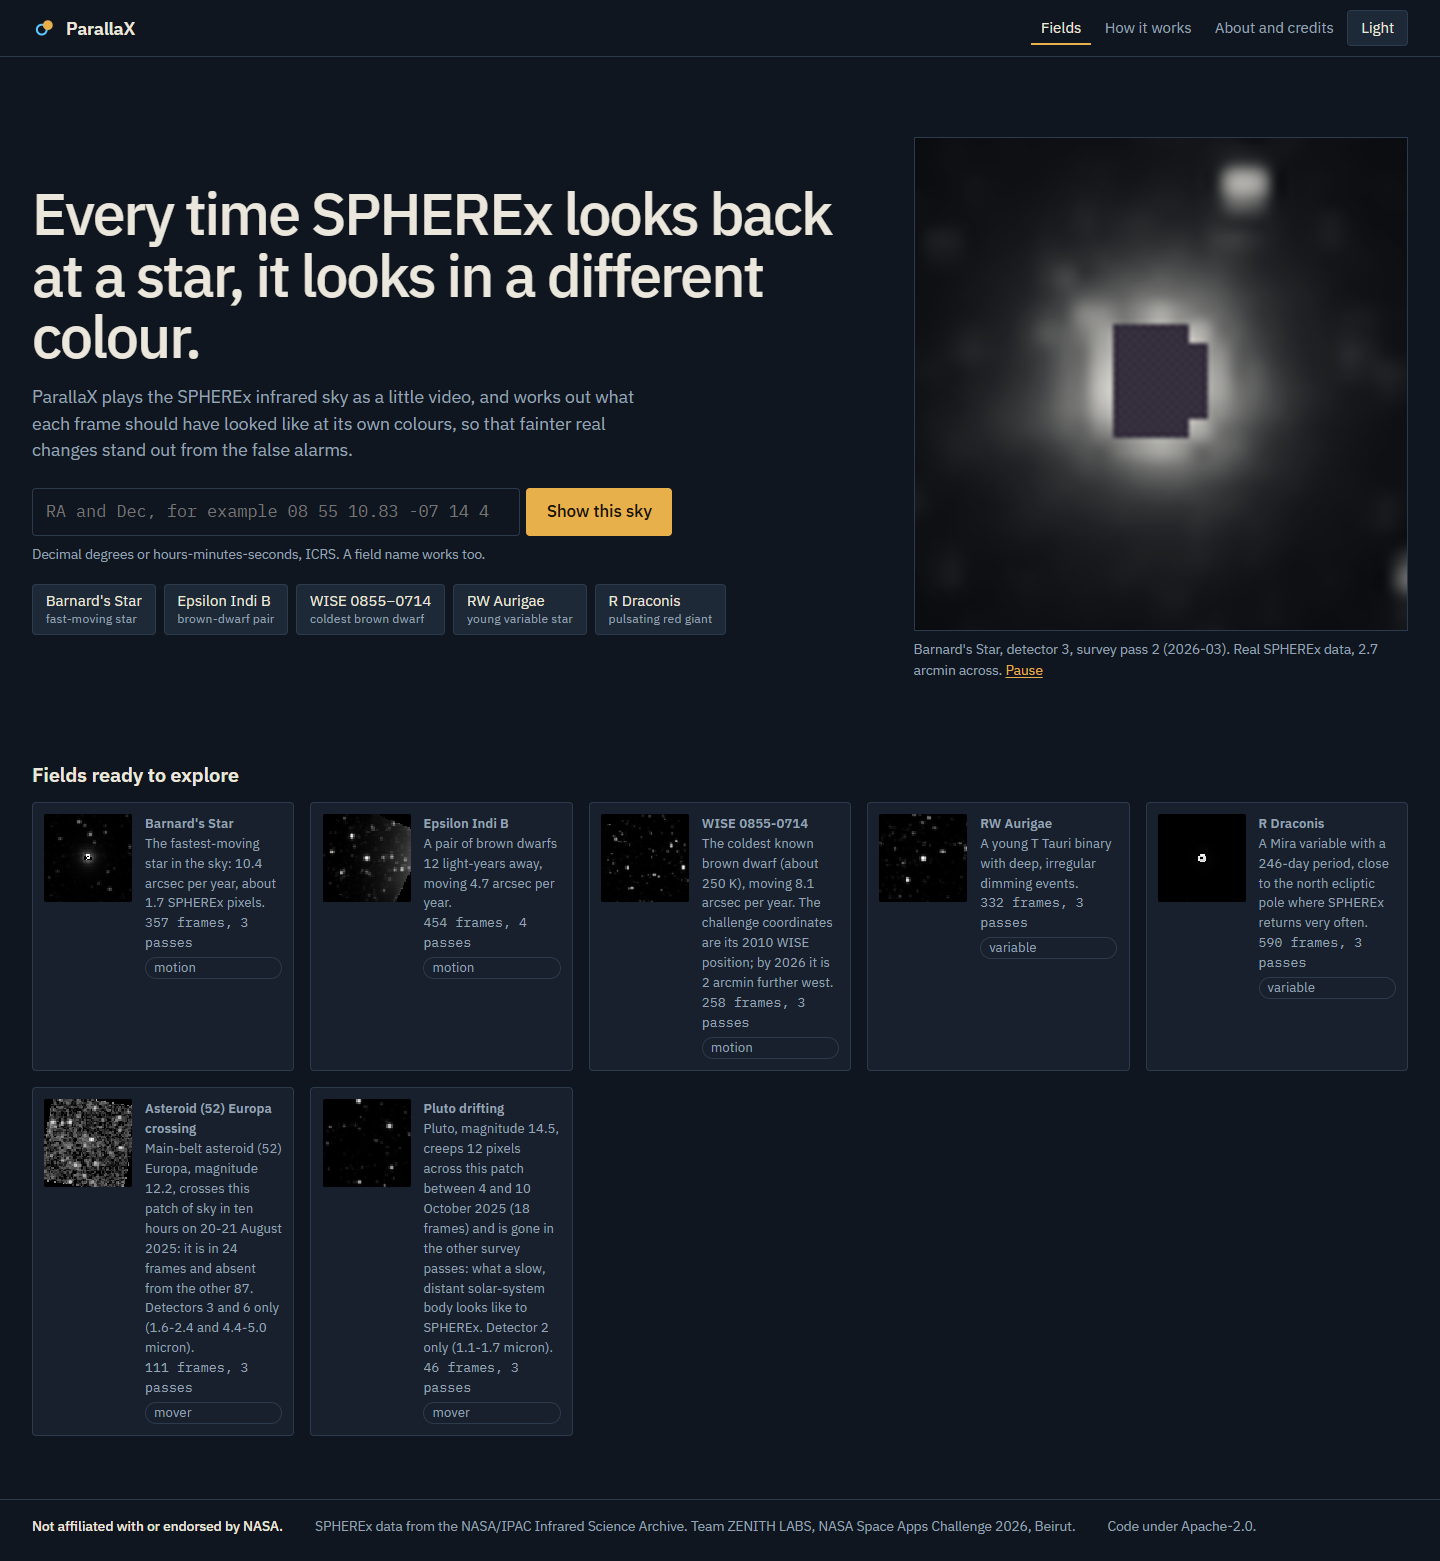 ParallaX
Fields
How it works
About and credits
Light
Every time SPHEREx looks back
at a star, it looks in a different
colour.
ParallaX plays the SPHEREx infrared sky as a little video, and works out what
each frame should have looked like at its own colours, so that fainter real
changes stand out from the false alarms.
RA and Dec, for example 08 55 10.83 -07 14 4
Show this sky
Decimal degrees or hours-minutes-seconds, ICRS. A field name works too.
Barnard's Star
fast-moving star
Epsilon Indi B
brown-dwarf pair
WISE 0855−0714
coldest brown dwarf
RW Aurigae
young variable star
R Draconis
pulsating red giant
Barnard's Star, detector 3, survey pass 2 (2026-03). Real SPHEREx data, 2.7
arcmin across. Pause
Fields ready to explore
Barnard's Star
The fastest-moving
star in the sky: 10.4
arcsec per year, about
1.7 SPHEREx pixels.
357 frames, 3
passes
motion
Epsilon Indi B
A pair of brown dwarfs
12 light-years away,
moving 4.7 arcsec per
year.
454 frames, 4
passes
motion
WISE 0855-0714
The coldest known
brown dwarf (about
250 K), moving 8.1
arcsec per year. The
challenge coordinates
are its 2010 WISE
position; by 2026 it is
2 arcmin further west.
258 frames, 3
passes
motion
RW Aurigae
A young T Tauri binary
with deep, irregular
dimming events.
332 frames, 3
passes
variable
R Draconis
A Mira variable with a
246-day period, close
to the north ecliptic
pole where SPHEREx
returns very often.
590 frames, 3
passes
variable
Asteroid (52) Europa
crossing
Main-belt asteroid (52)
Europa, magnitude
12.2, crosses this
patch of sky in ten
hours on 20-21 August
2025: it is in 24
frames and absent
from the other 87.
Detectors 3 and 6 only
(1.6-2.4 and 4.4-5.0
micron).
111 frames, 3
passes
mover
Pluto drifting
Pluto, magnitude 14.5,
creeps 12 pixels
across this patch
between 4 and 10
October 2025 (18
frames) and is gone in
the other survey
passes: what a slow,
distant solar-system
body looks like to
SPHEREx. Detector 2
only (1.1-1.7 micron).
46 frames, 3
passes
mover
Not affiliated with or endorsed by NASA.
SPHEREx data from the NASA/IPAC Infrared Science Archive. Team ZENITH LABS, NASA Space Apps Challenge 2026, Beirut.
Code under Apache-2.0.